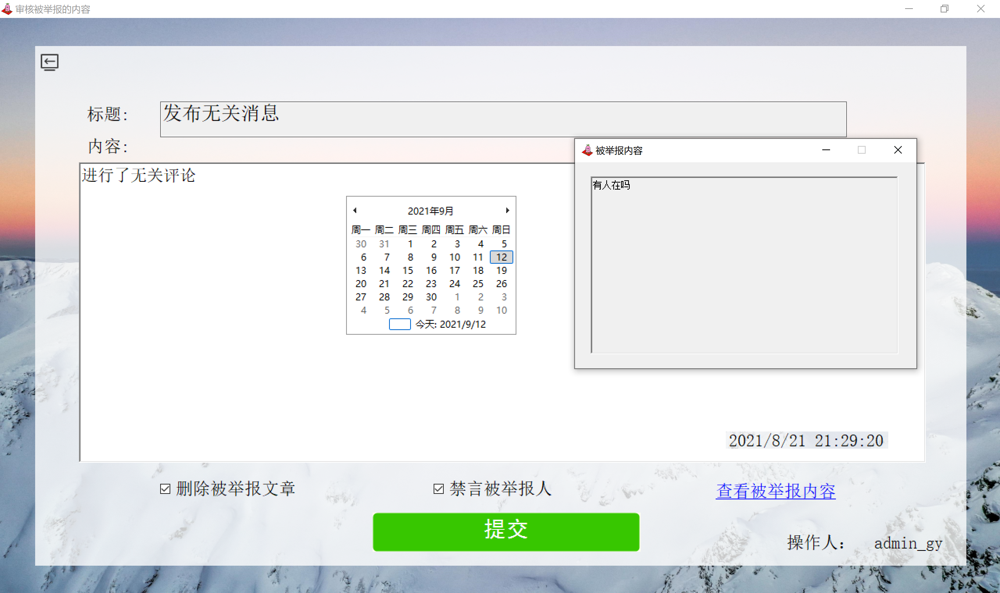 审核被举报的内容
标题:
发布无关消息
内容:
进行了无关评论
被举报内容
有人在吗
2021年9月
周一 周二 周三 周四 周五 周六 周日
30 31 1 2 3 4 5
6 7 8 9 10 11 12
13 14 15 16 17 18 19
20 21 22 23 24 25 26
27 28 29 30 1 2 3
4 5 6 7 8 9 10
今天: 2021/9/12
2021/8/21 21:29:20
删除被举报文章
禁言被举报人
查看被举报内容
提交
操作人： admin_gy